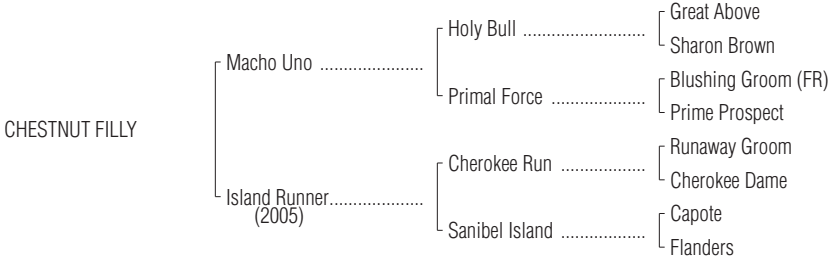 Great Above
Holy Bull ..........................
Sharon Brown
Macho Uno ......................
Blushing Groom (FR)
Primal Force ....................
Prime Prospect
CHESTNUT FILLY
Runaway Groom
Cherokee Run ..................
Cherokee Dame
Island Runner....................
(2005)
Capote
Sanibel Island ..................
Flanders